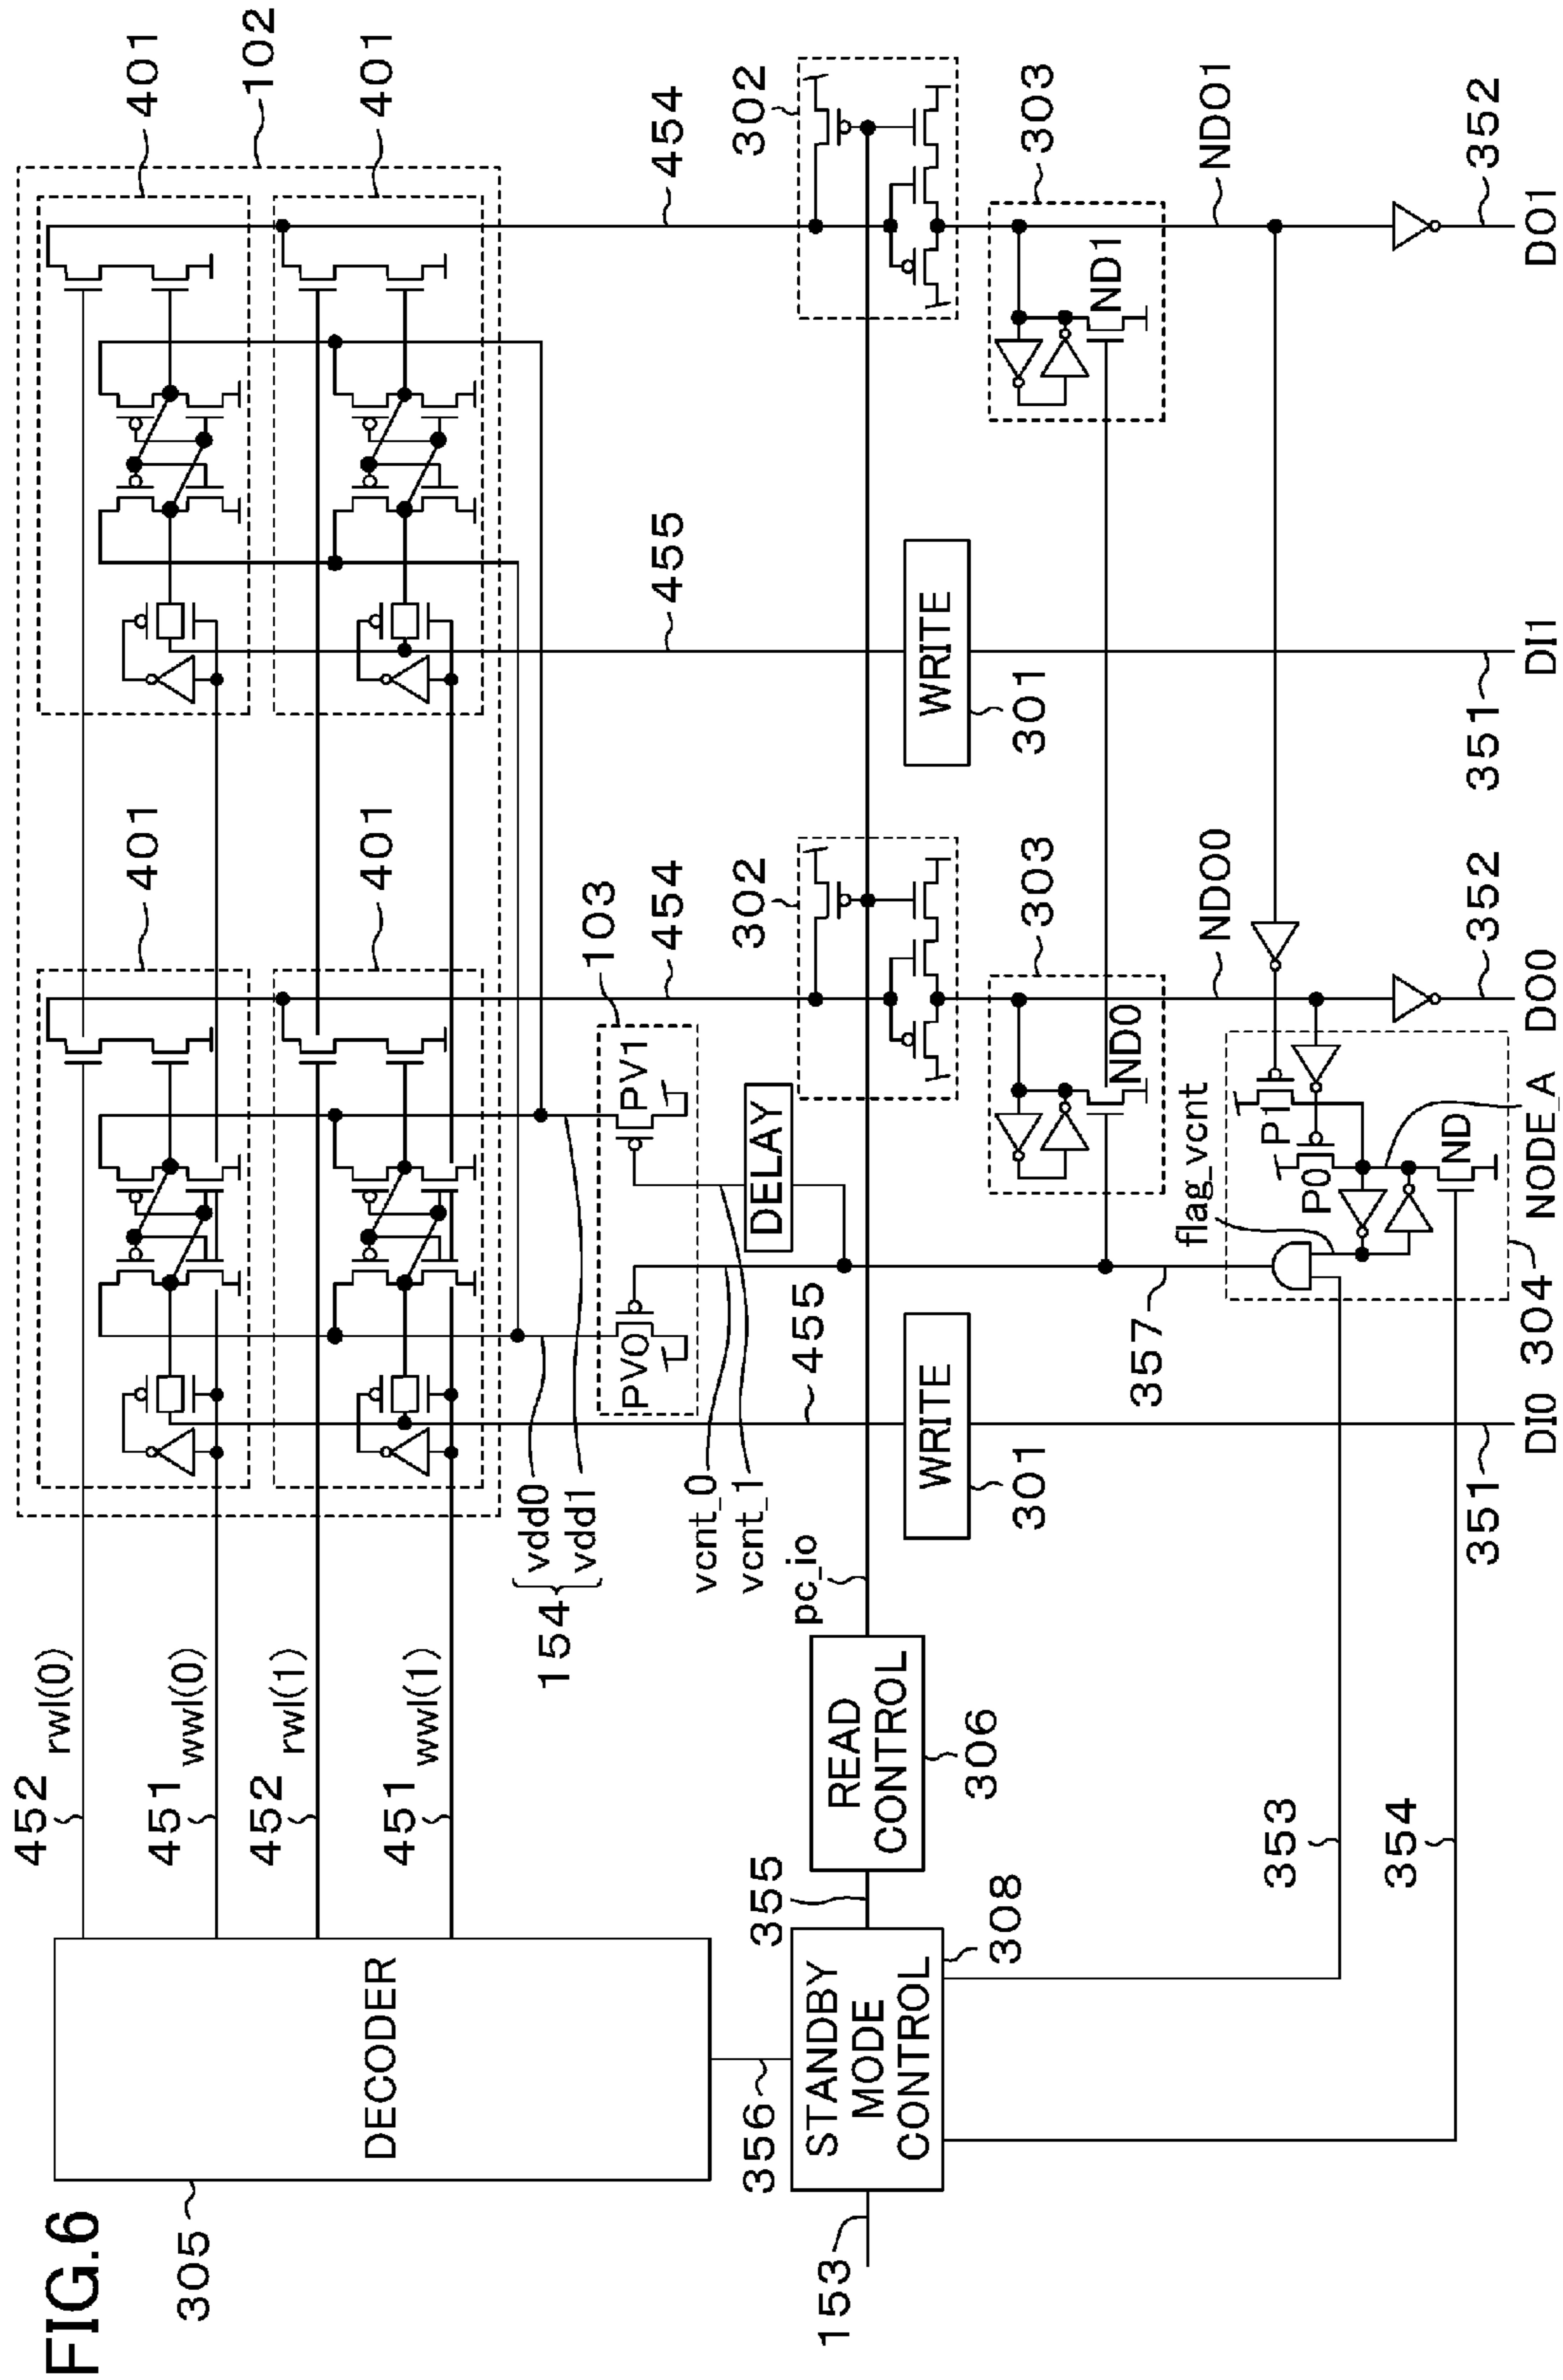 FIG.6
305
DECODER
452
rwl(0)
451
wwl(0)
452
rwl(1)
451
wwl(1)
401
401
102
401
401
154
vdd0
vdd1
vcnt_0
vcnt_1
103
PV0
PV1
DELAY
454
454
455
455
356
153
STANDBY
MODE
CONTROL
308
355
READ
CONTROL
306
pc_io
302
302
WRITE
301
WRITE
301
303
ND0
303
ND1
357
flag_vcnt
NDO0
NDO1
353
354
P1
P0
ND
304
NODE_A
351
352
351
352
DI0
DO0
DI1
DO1